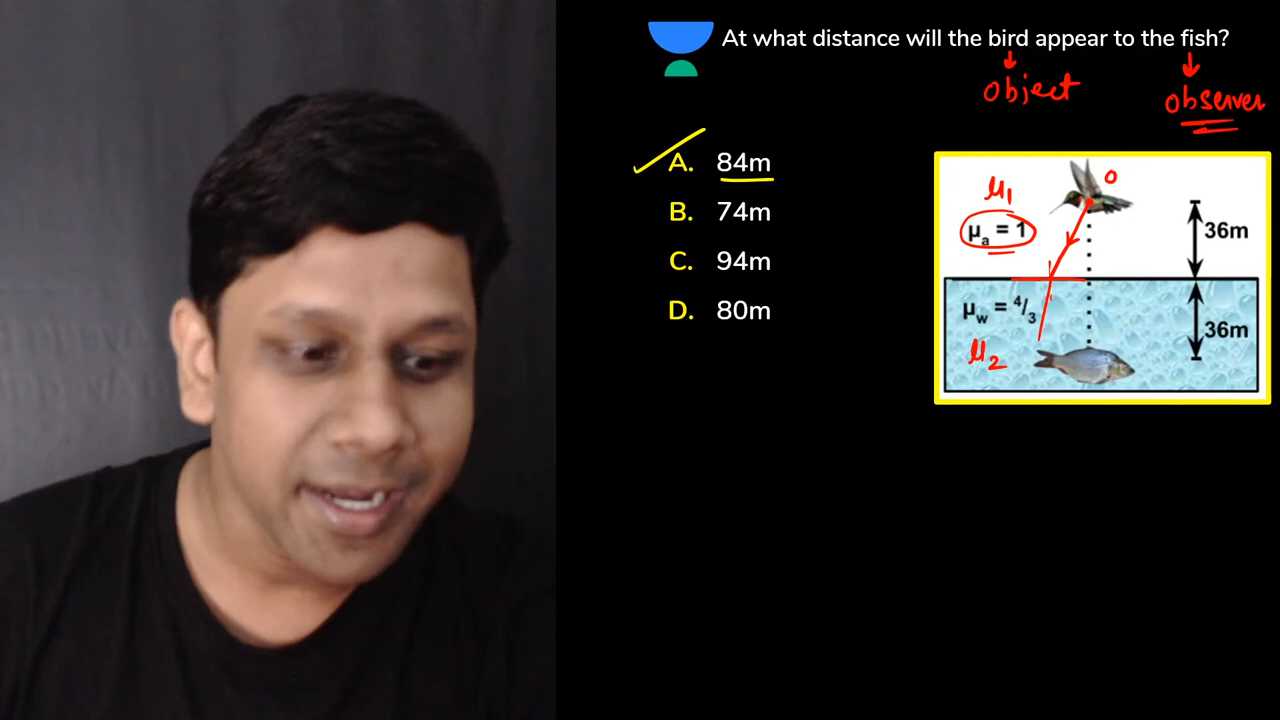 At what distance will the bird appear to the fish?
object
observer
A. 84m
B. 74m
C. 94m
D. 80m
μ1
O
μa = 1
36m
μw = 4/3
36m
μ2